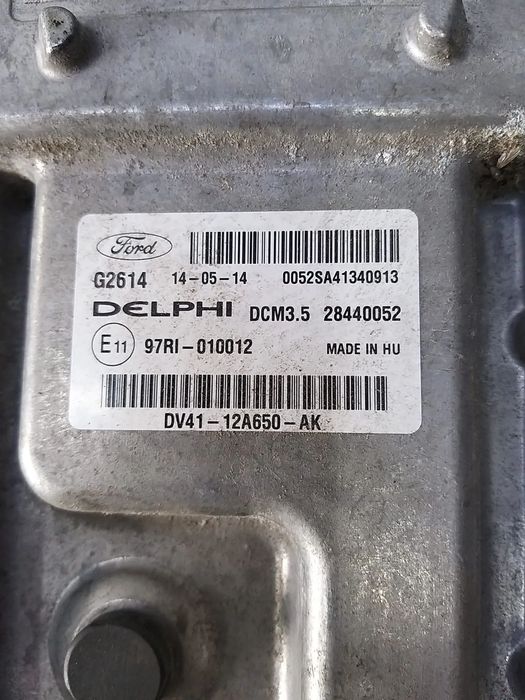 Ford
G2614 14-05-14 0052SA41340913
DELPHI DCM3.5 28440052
E11 97RI-010012 MADE IN HU
DV41-12A650-AK